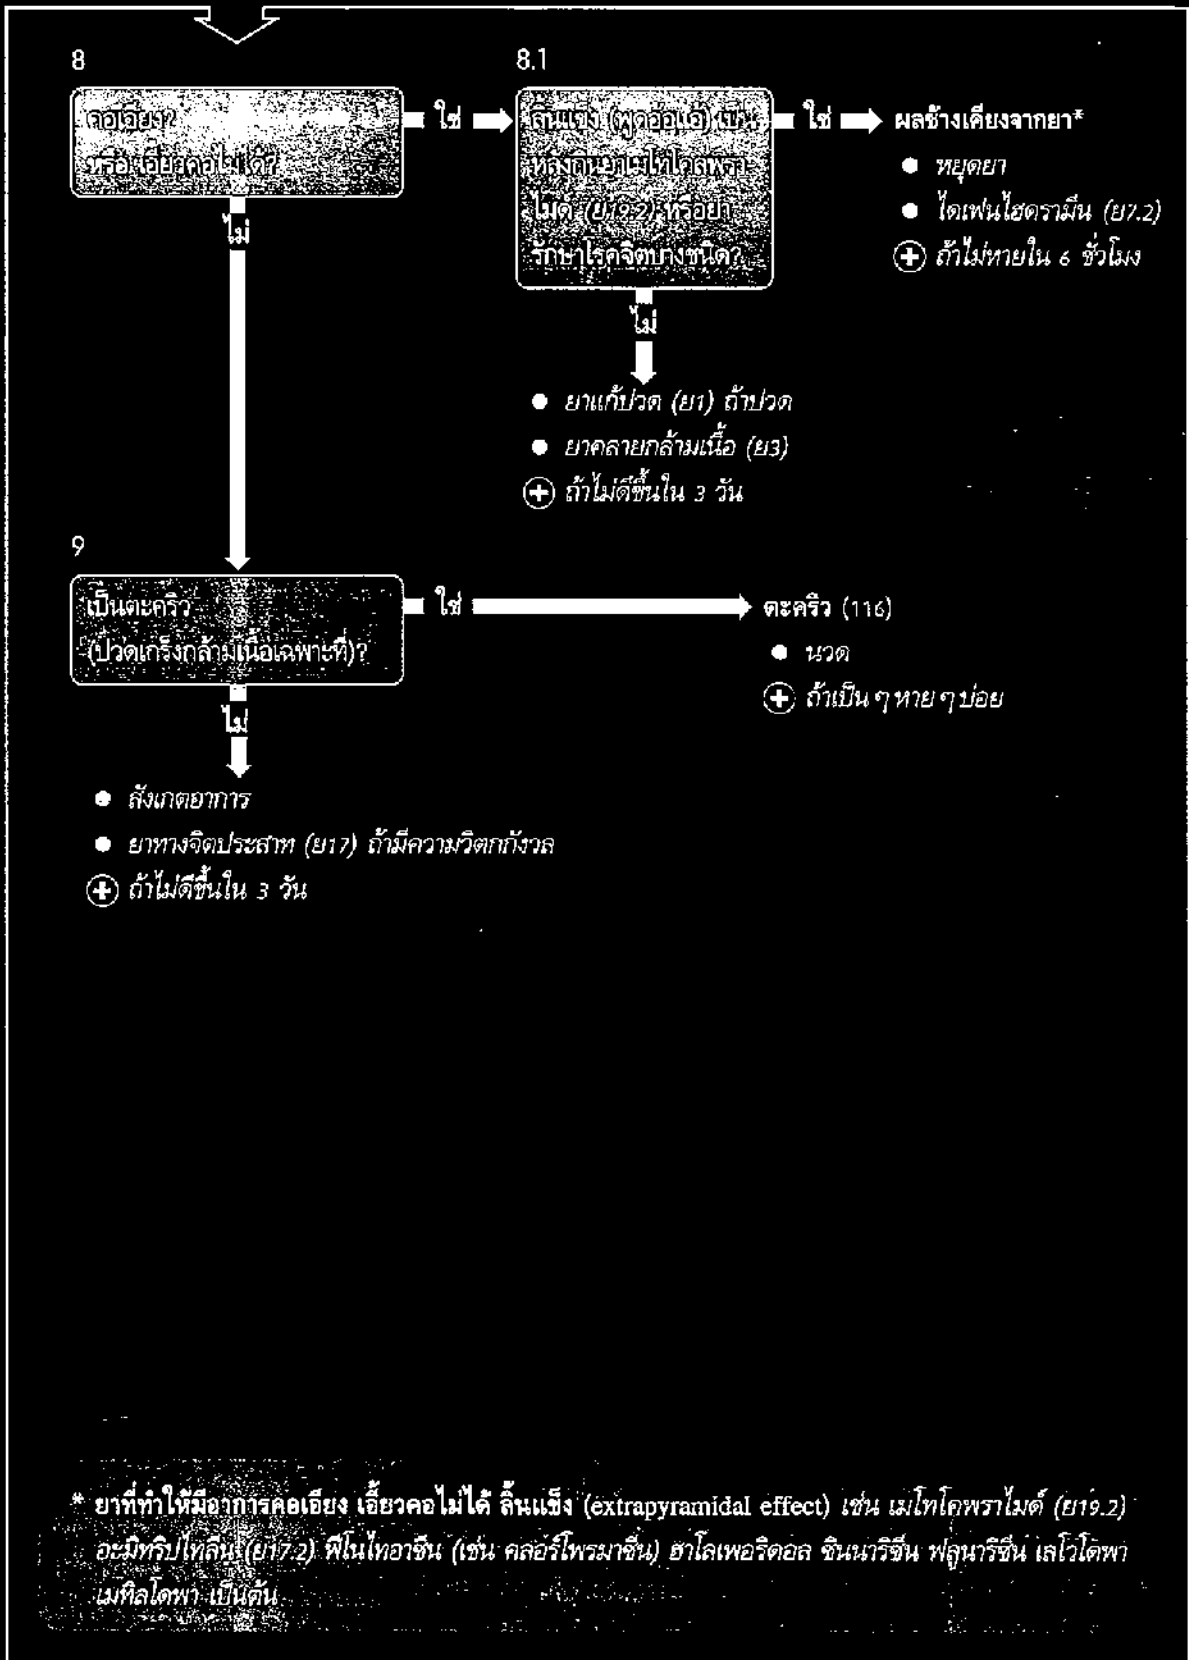 8
คอเอียง?
หรือ เอี้ยวคอไม่ได้?
ใช่
ไม่
8.1
ลิ้นแข็ง (พูดอ้อแอ้) เป็น
หลังกินยาเมโทโคลพรา-
ไมด์ (ย19.2) หรือยา
รักษาโรคจิตบางชนิด?
ใช่
ผลข้างเคียงจากยา*
● หยุดยา
● ไดเฟนไฮดรามีน (ย7.2)
⊕ ถ้าไม่หายใน 6 ชั่วโมง
ไม่
● ยาแก้ปวด (ย1) ถ้าปวด
● ยาคลายกล้ามเนื้อ (ย3)
⊕ ถ้าไม่ดีขึ้นใน 3 วัน
9
เป็นตะคริว
(ปวดเกร็งกล้ามเนื้อเฉพาะที่)?
ใช่
ตะคริว (116)
● นวด
⊕ ถ้าเป็น ๆ หาย ๆ บ่อย
ไม่
● สังเกตอาการ
● ยาทางจิตประสาท (ย17) ถ้ามีความวิตกกังวล
⊕ ถ้าไม่ดีขึ้นใน 3 วัน
* ยาที่ทำให้มีอาการคอเอียง เอี้ยวคอไม่ได้ ลิ้นแข็ง (extrapyramidal effect) เช่น เมโทโคพราไมด์ (ย19.2)
อะมิทริปไทลีน (ย17.2) ฟีโนไทอาซีน (เช่น คลอร์โพรมาซีน) ฮาโลเพอริดอล ซินนาริซีน ฟลูนาริซีน เลโวโดพา
เมทิลโดพา เป็นต้น